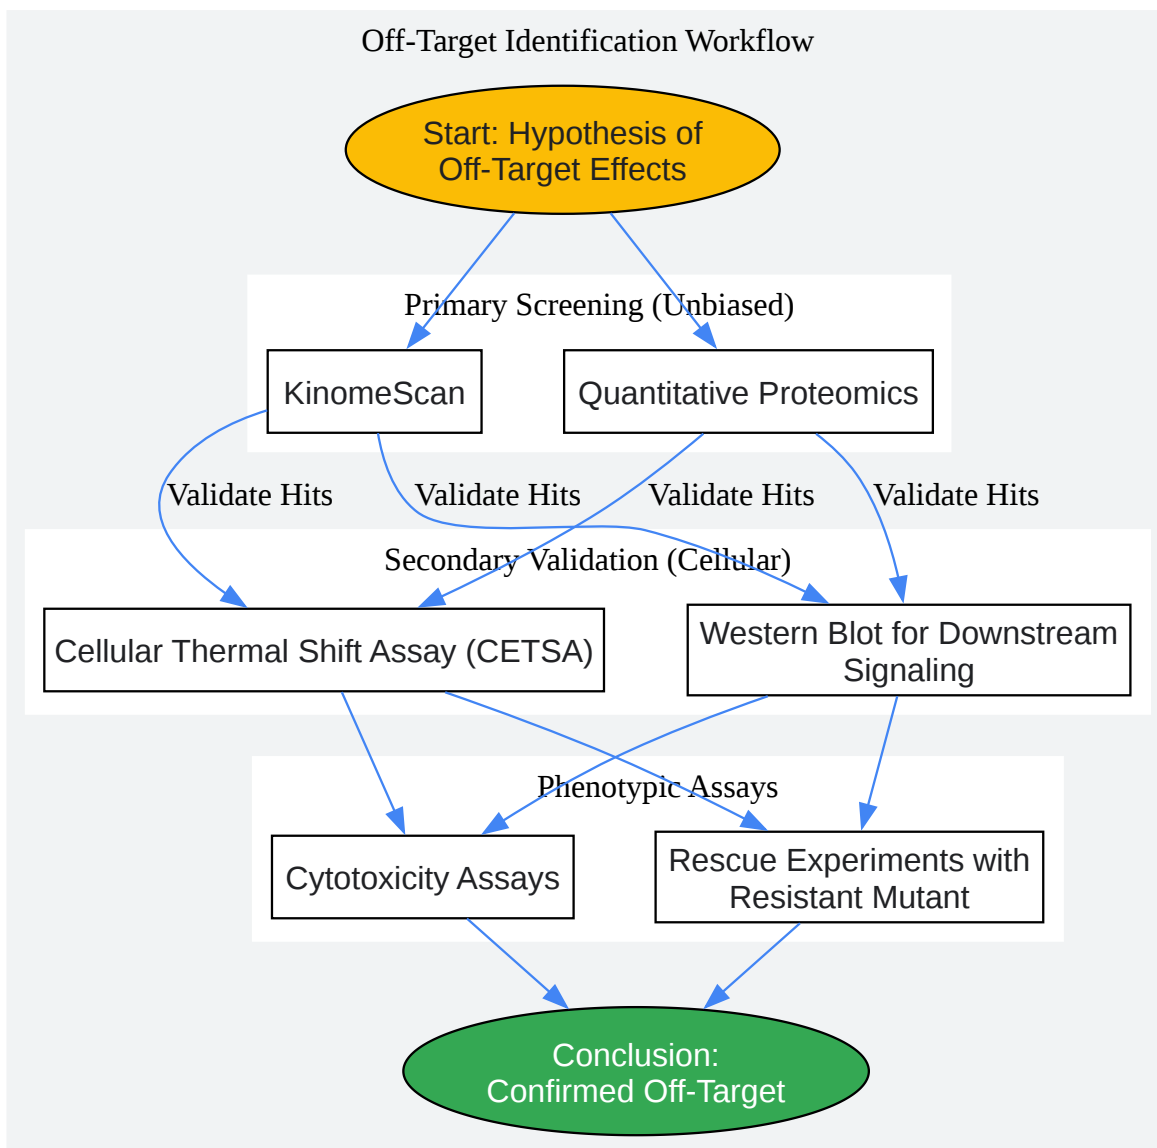 Off-Target Identification Workflow
Start: Hypothesis of
Off-Target Effects
Primary Screening (Unbiased)
KinomeScan
Quantitative Proteomics
Validate Hits
Validate Hits
Validate Hits
Validate Hits
Secondary Validation (Cellular)
Cellular Thermal Shift Assay (CETSA)
Western Blot for Downstream
Signaling
Phenotypic Assays
Cytotoxicity Assays
Rescue Experiments with
Resistant Mutant
Conclusion:
Confirmed Off-Target